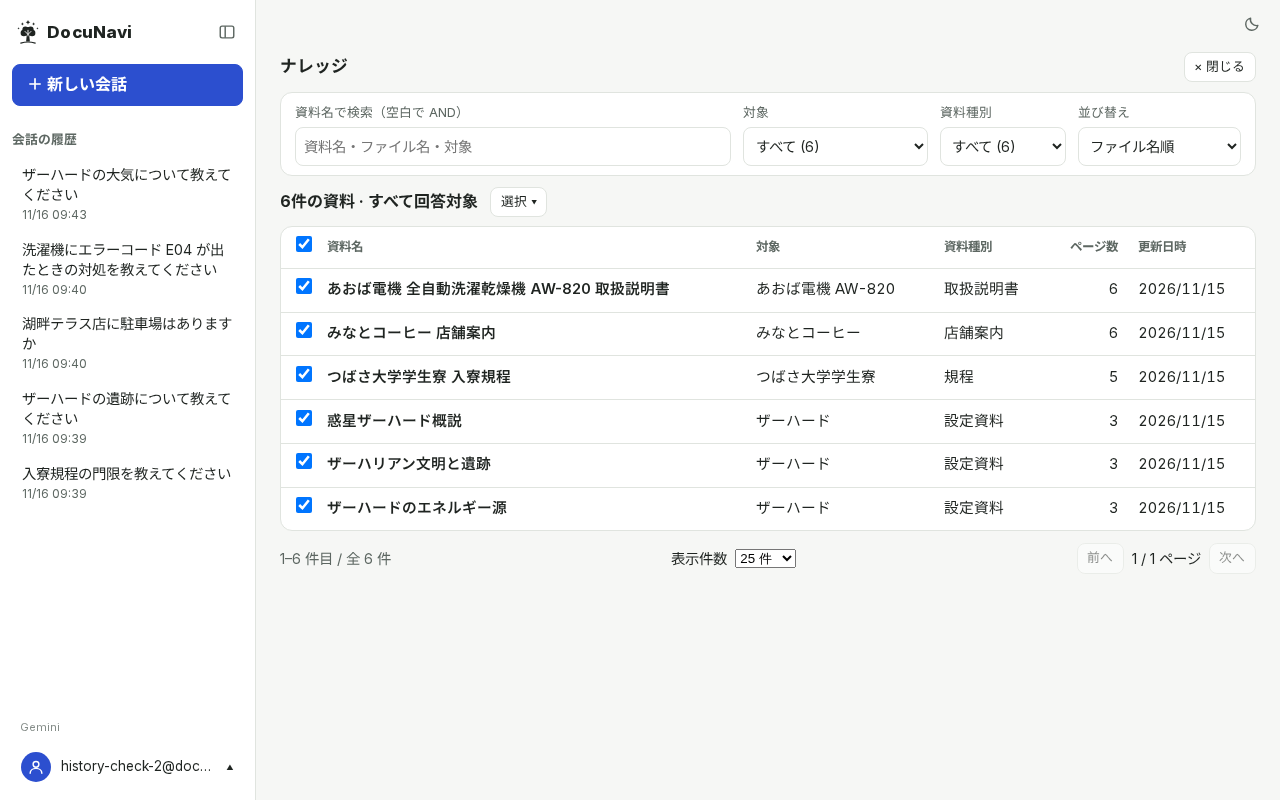 DocuNavi
+ 新しい会話
会話の履歴
ザーハードの大気について教えて
ください
11/16 09:43
洗濯機にエラーコード E04 が出
たときの対処を教えてください
11/16 09:40
湖畔テラス店に駐車場はあります
か
11/16 09:40
ザーハードの遺跡について教えて
ください
11/16 09:39
入寮規程の門限を教えてください
11/16 09:39
Gemini
history-check-2@doc... ▲
ナレッジ
× 閉じる
資料名で検索（空白で AND） 対象 資料種別 並び替え
資料名・ファイル名・対象 すべて (6) すべて (6) ファイル名順
6件の資料 · すべて回答対象 選択 ▾
資料名 対象 資料種別 ページ数 更新日時
あおば電機 全自動洗濯乾燥機 AW-820 取扱説明書 あおば電機 AW-820 取扱説明書 6 2026/11/15
みなとコーヒー 店舗案内 みなとコーヒー 店舗案内 6 2026/11/15
つばさ大学学生寮 入寮規程 つばさ大学学生寮 規程 5 2026/11/15
惑星ザーハード概説 ザーハード 設定資料 3 2026/11/15
ザーハリアン文明と遺跡 ザーハード 設定資料 3 2026/11/15
ザーハードのエネルギー源 ザーハード 設定資料 3 2026/11/15
1–6 件目 / 全 6 件 表示件数 25 件 前へ 1 / 1 ページ 次へ